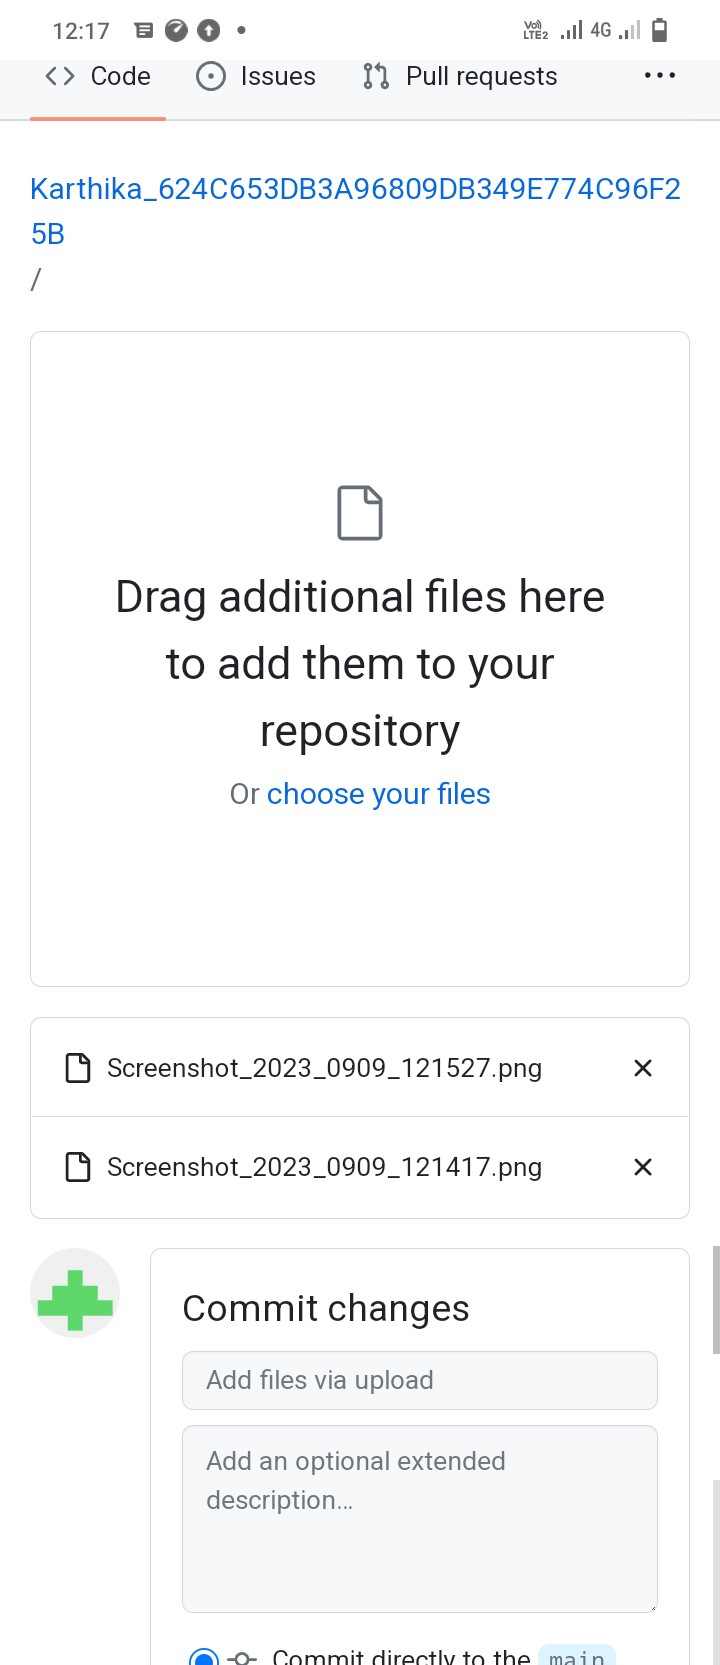 12:17 Vo) LTE2 4G
Code Issues Pull requests ...
Karthika_624C653DB3A96809DB349E774C96F2
5B
/
Drag additional files here
to add them to your
repository
Or choose your files
Screenshot_2023_0909_121527.png
Screenshot_2023_0909_121417.png
Commit changes
Add files via upload
Add an optional extended
description...
Commit directly to the main